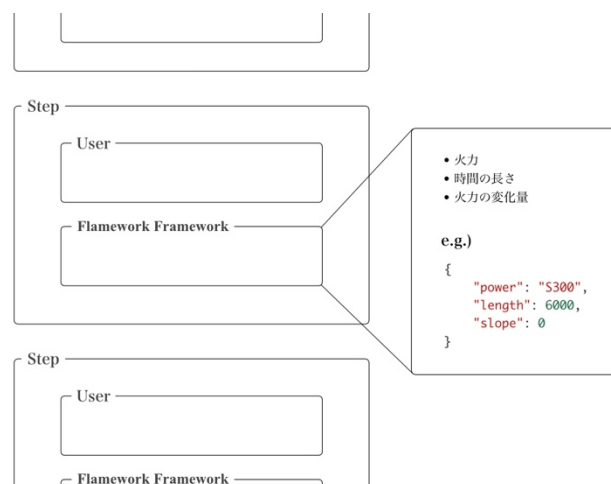 Step
User
Flamework Framework
• 火力
• 時間の長さ
• 火力の変化量
e.g.)
{
"power": "S300",
"length": 6000,
"slope": 0
}
Step
User
Flamework Framework